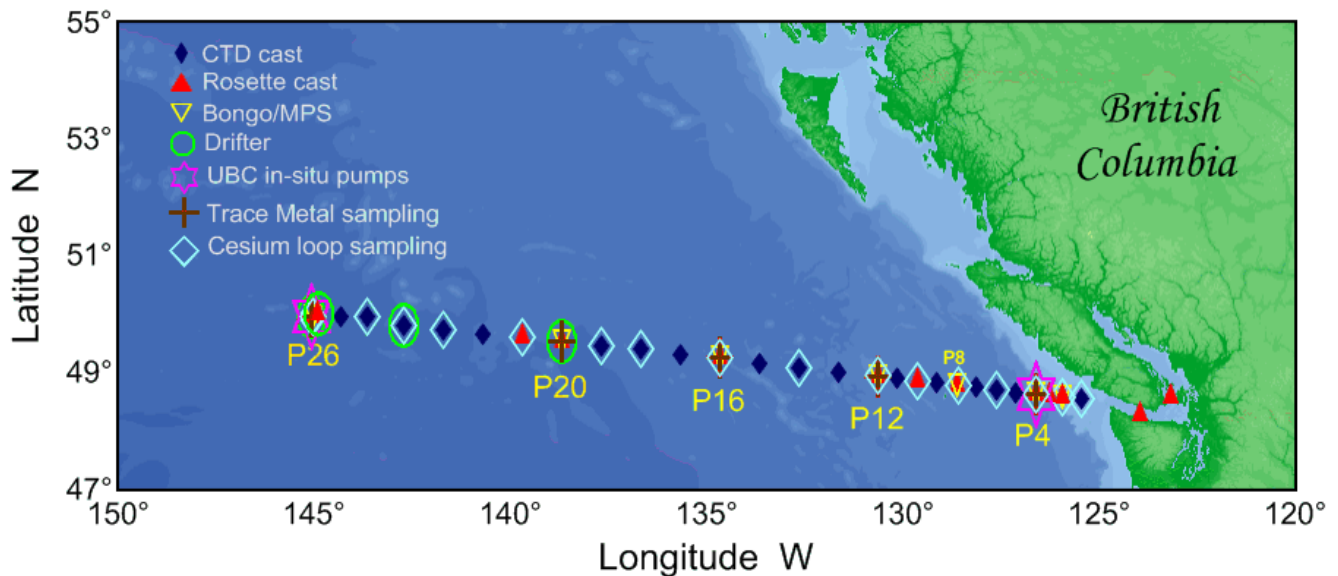 55°
53°
51°
49°
47°
Latitude N
CTD cast
Rosette cast
Bongo/MPS
Drifter
UBC in-situ pumps
Trace Metal sampling
Cesium loop sampling
British
Columbia
P26
P20
P16
P12
P8
P4
150°
145°
140°
135°
130°
125°
120°
Longitude W